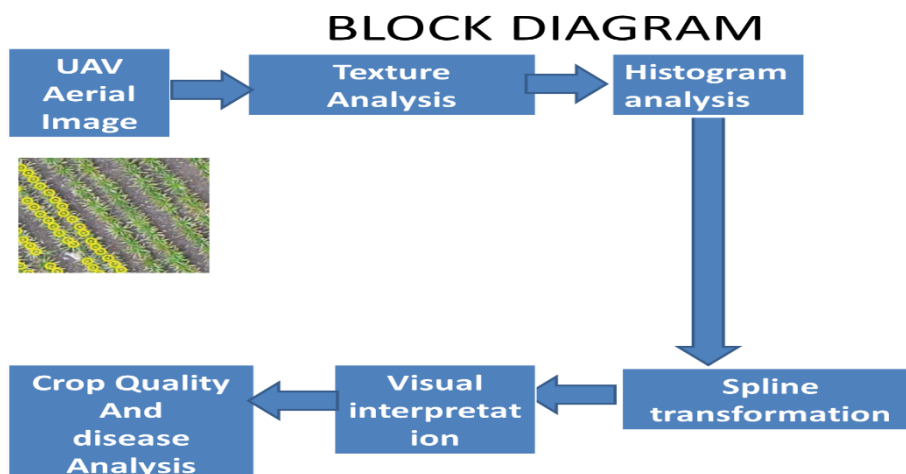 BLOCK DIAGRAM
UAV
Aerial
Image
Texture
Analysis
Histogram
analysis
Spline
transformation
Visual
interpretat
ion
Crop Quality
And
disease
Analysis